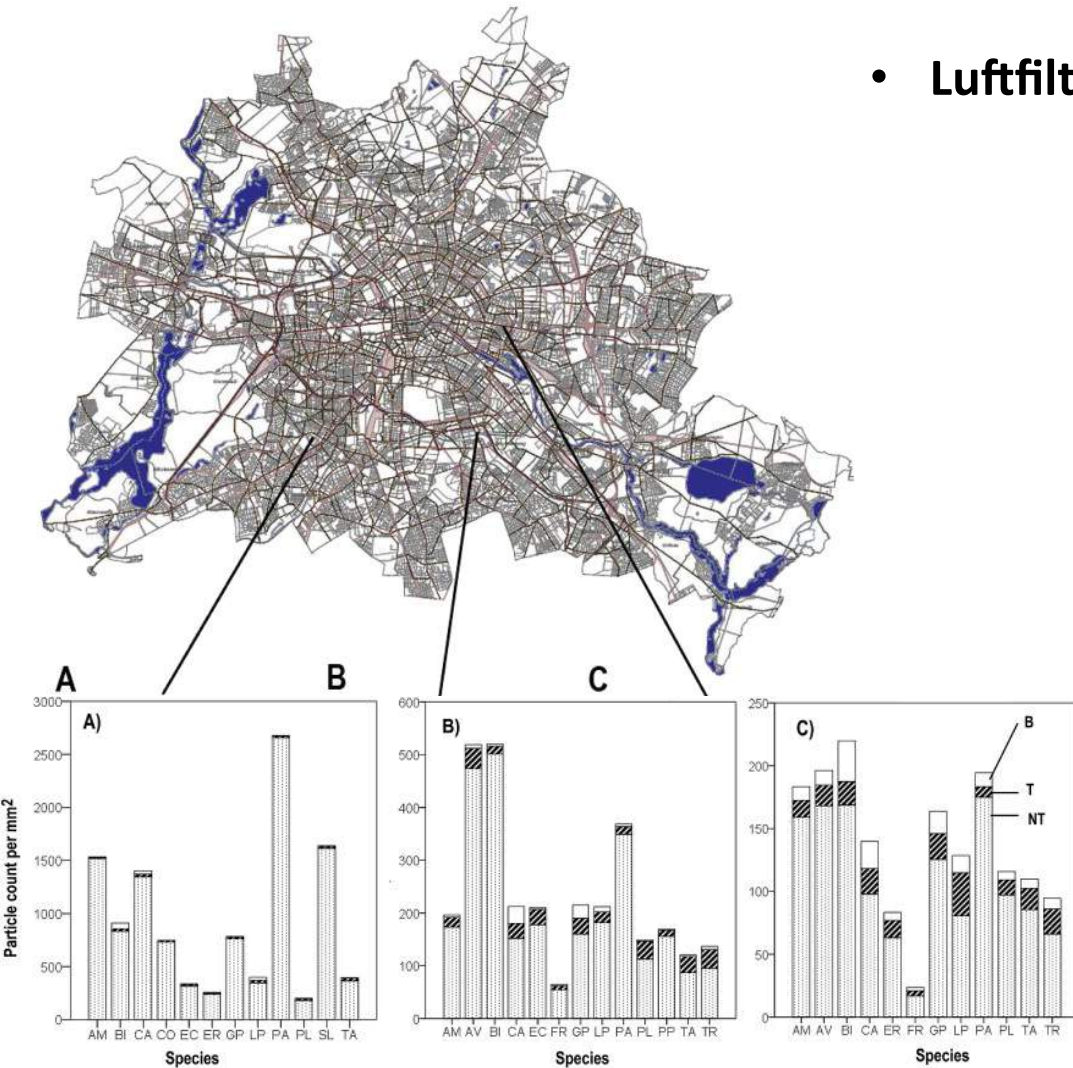 • Luftfilt
A
B
C
A)
B)
C)
B
T
NT
3000
2500
2000
1500
1000
500
0
600
500
400
300
200
100
0
250
200
150
100
50
0
Particle count per mm²
AM BI CA CO EC ER GP LP PA PL SL TA
AM AV BI CA EC FR GP LP PA PL PP TA TR
AM AV BI CA ER FR GP LP PA PL TA TR
Species
Species
Species